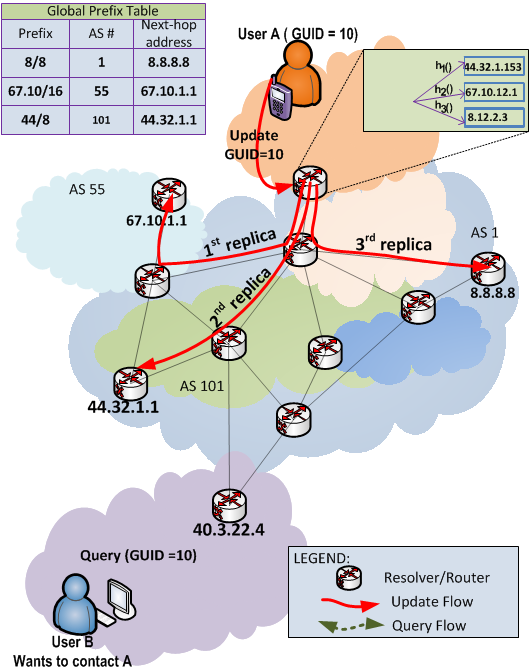 Global Prefix Table
Prefix AS # Next-hop address
8/8 1 8.8.8.8
67.10/16 55 67.10.1.1
44/8 101 44.32.1.1
User A ( GUID = 10)
h1() 44.32.1.153
h2() 67.10.12.1
h3() 8.12.2.3
Update
GUID=10
AS 55
67.10.1.1
1st replica
2nd replica
3rd replica
AS 1
8.8.8.8
AS 101
44.32.1.1
40.3.22.4
Query (GUID =10)
User B
Wants to contact A
LEGEND:
Resolver/Router
Update Flow
Query Flow